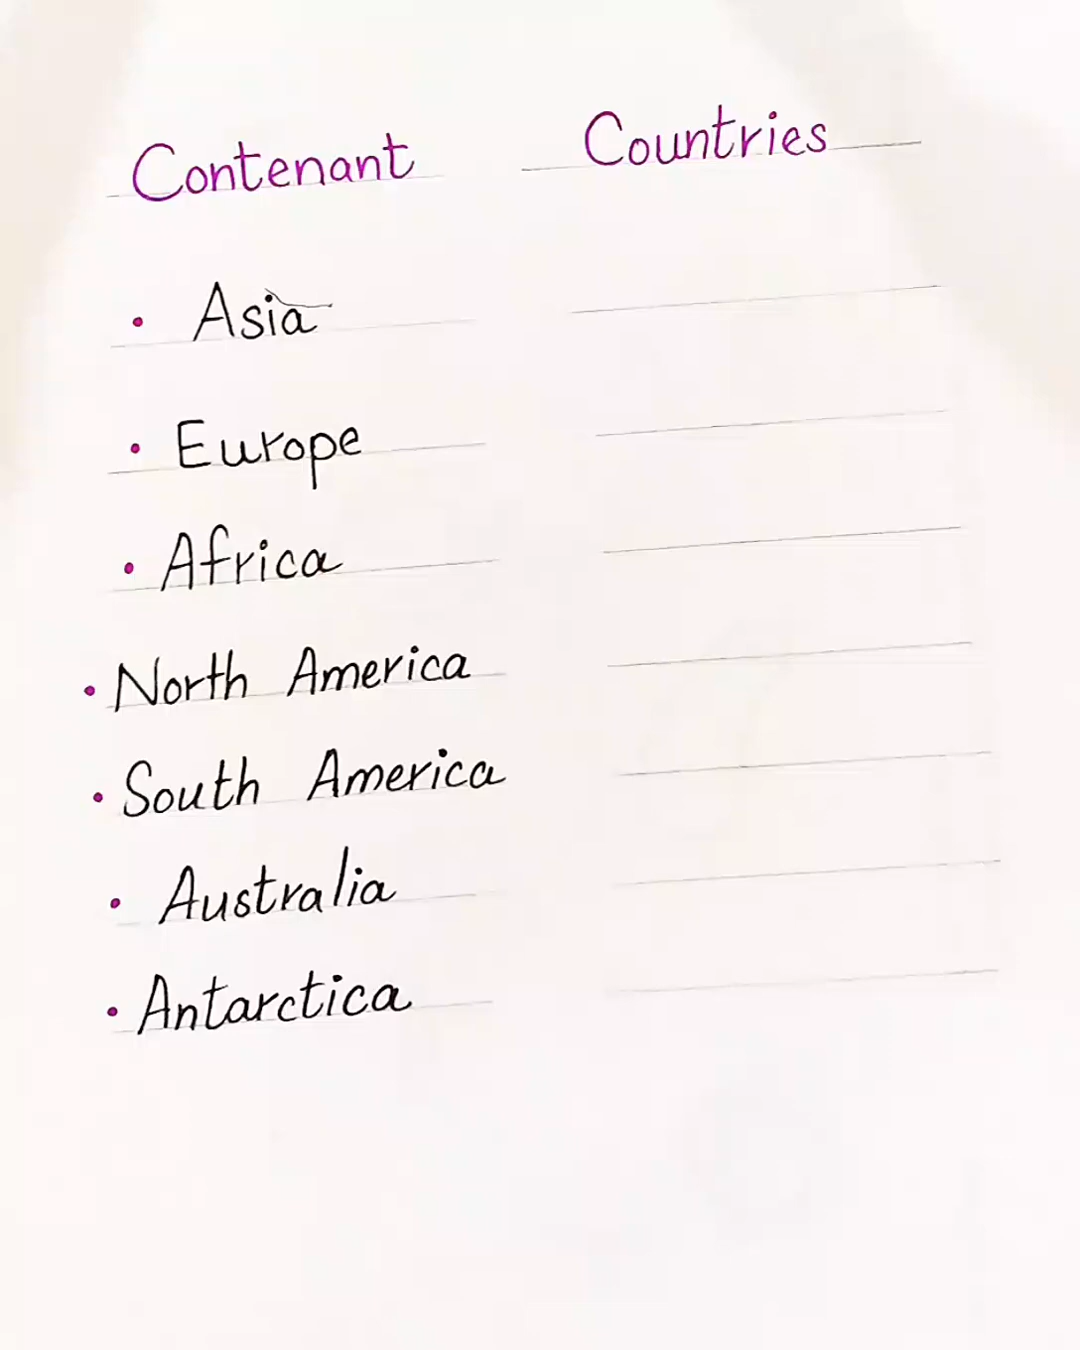 Contenant Countries
• Asia
• Europe
• Africa
• North America
• South America
• Australia
• Antarctica